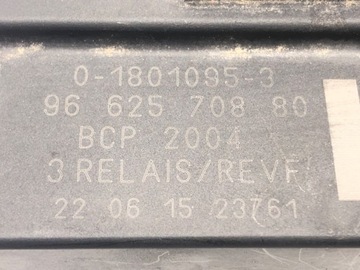 0-1801095-3
96 625 708 80
BCP 2004
3 RELAIS/REVF
22 06 15 23761